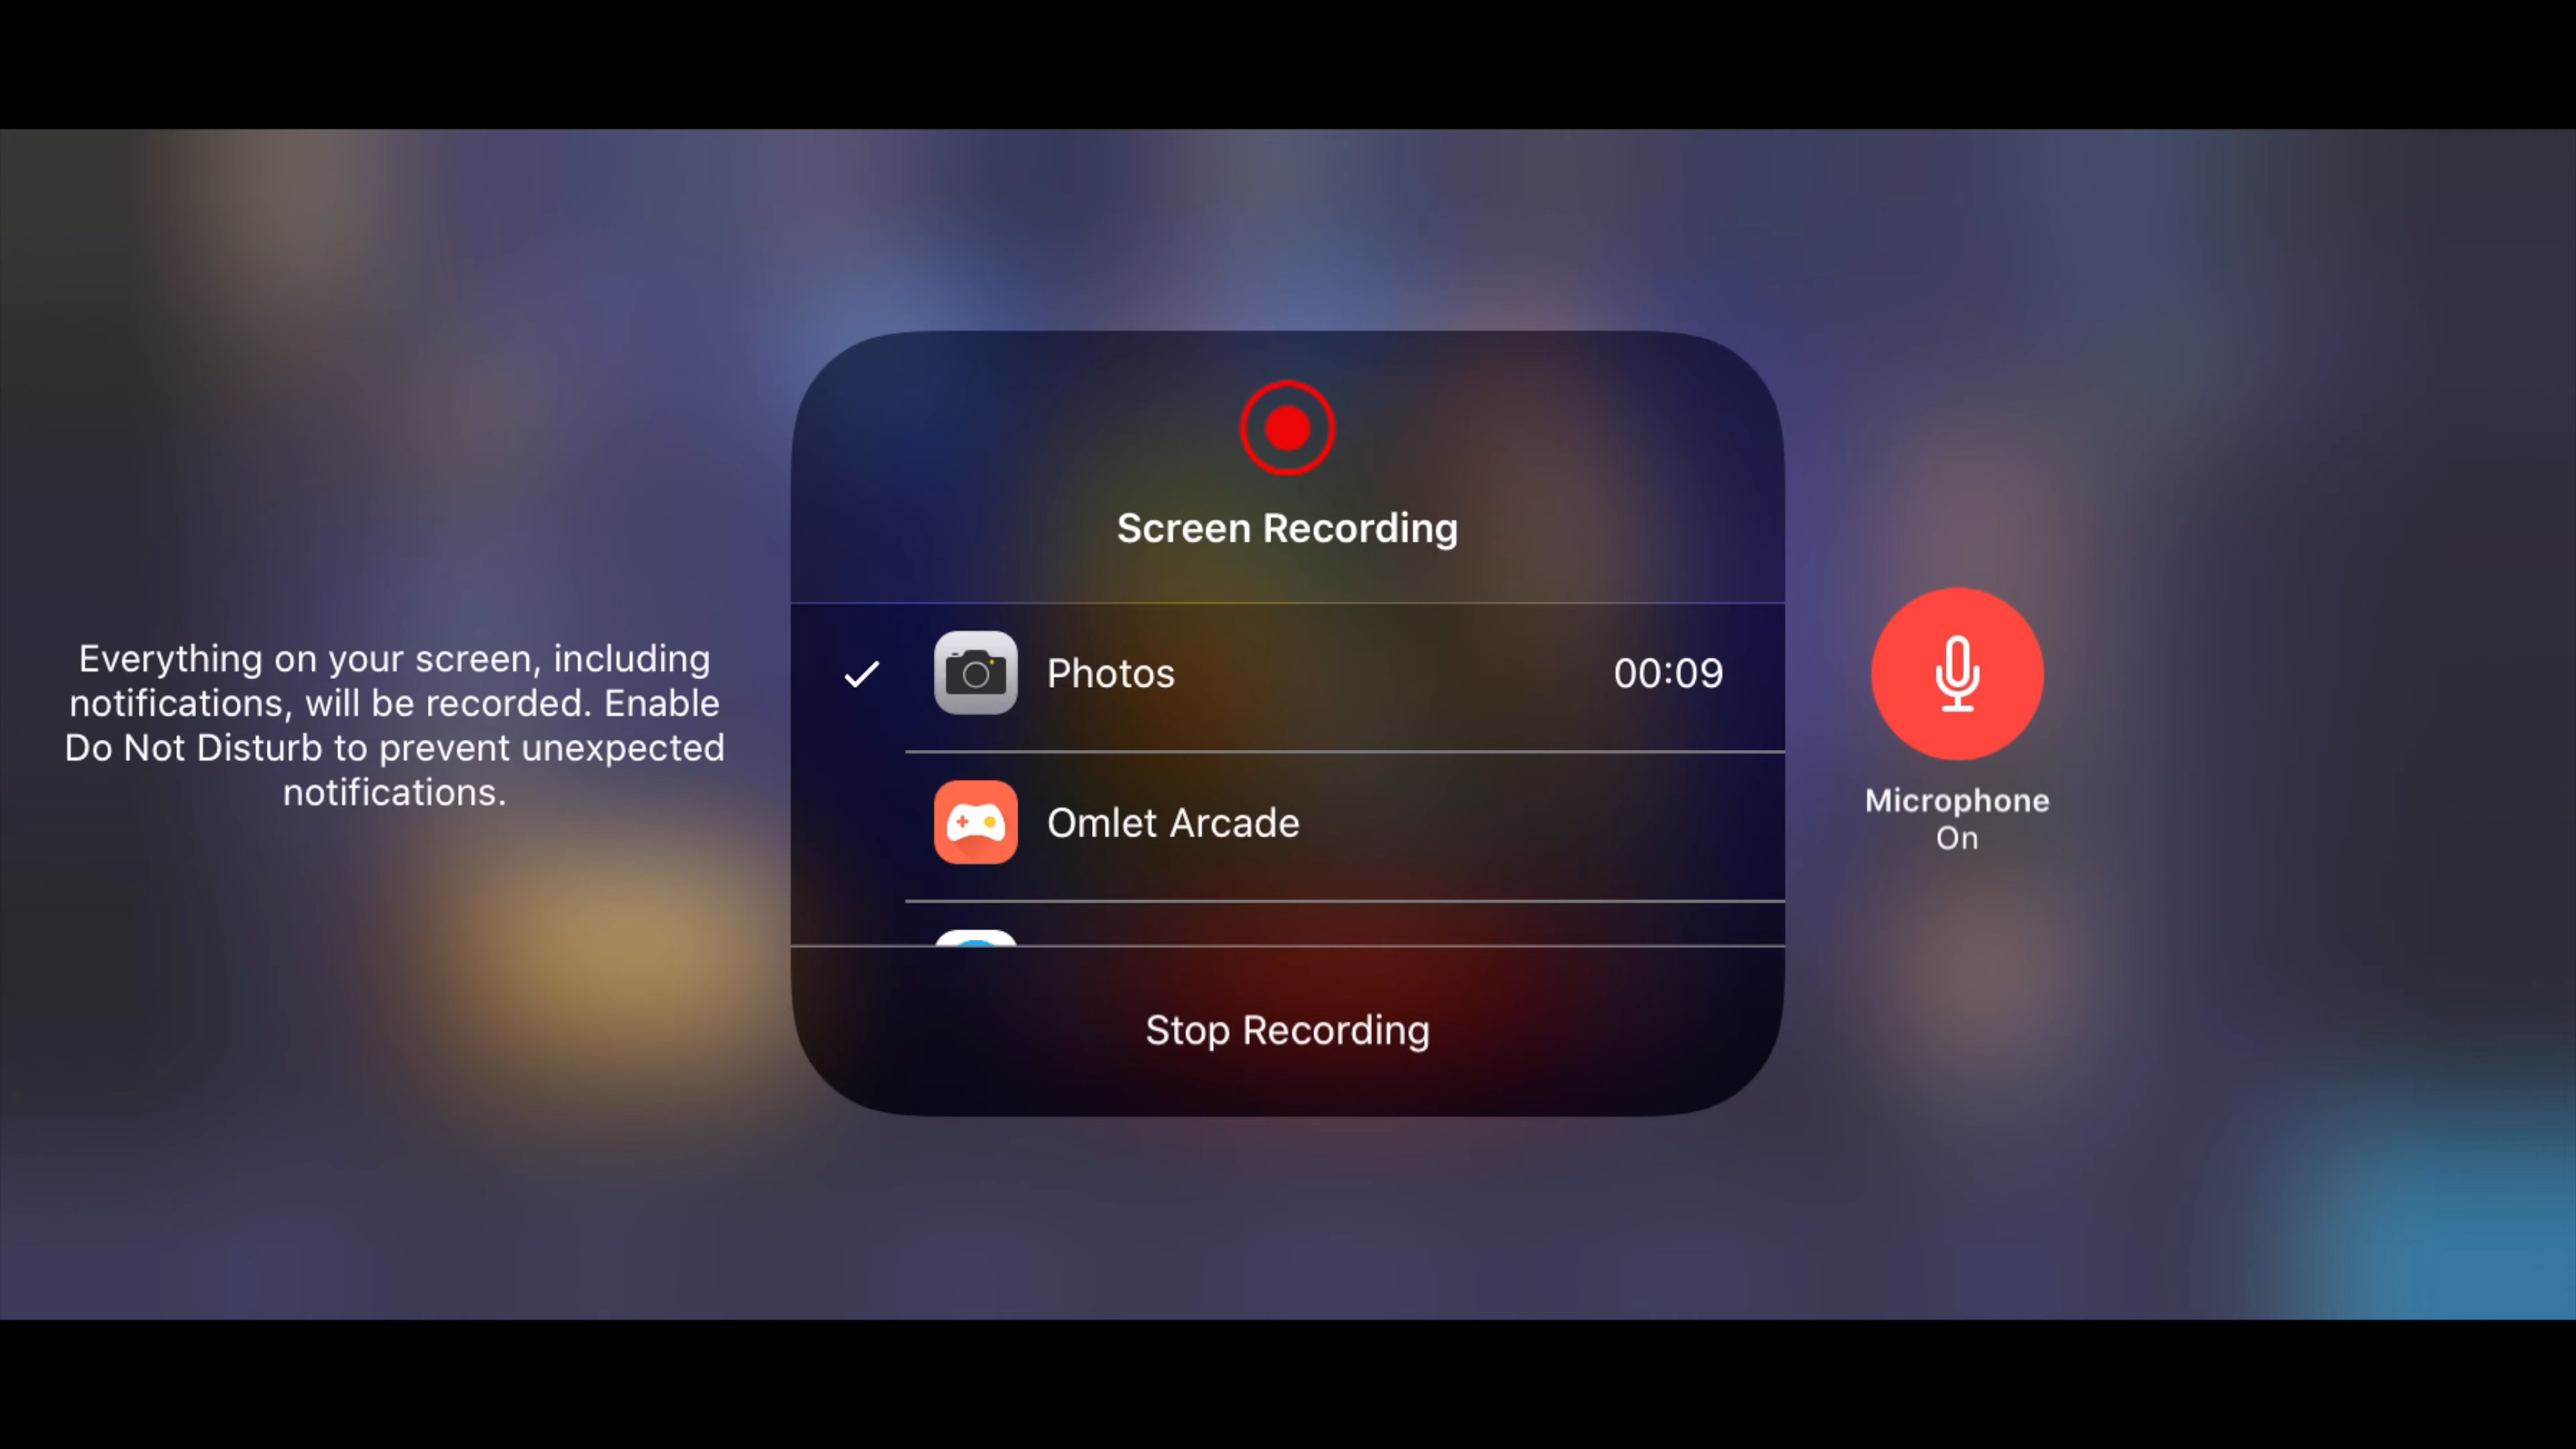 Everything on your screen, including
notifications, will be recorded. Enable
Do Not Disturb to prevent unexpected
notifications.
Screen Recording
Photos 00:09
Omlet Arcade
Stop Recording
Microphone
On